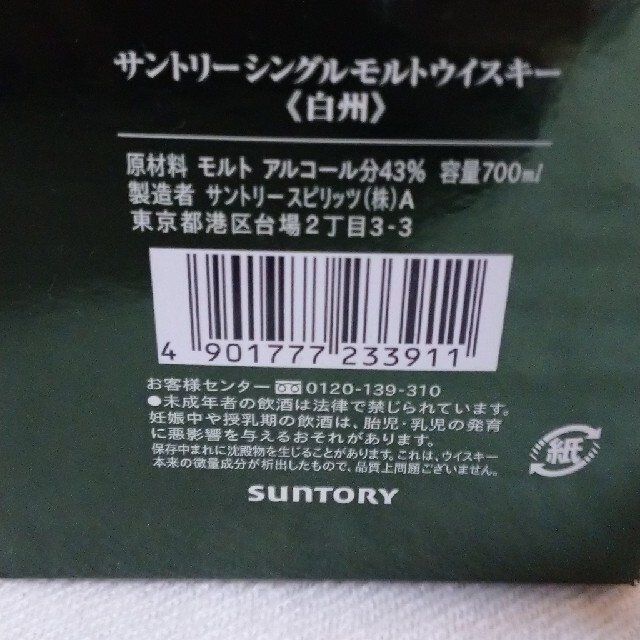 サントリーシングルモルトウイスキー
《白州》
原材料 モルト アルコール分43% 容量700ml
製造者 サントリースピリッツ(株)A
東京都港区台場2丁目3-3
4 901777 233911
お客様センター 0120-139-310
●未成年者の飲酒は法律で禁じられています。
妊娠中や授乳期の飲酒は、胎児・乳児の発育
に悪影響を与えるおそれがあります。
保存中まれに沈殿物を生じることがあります。これは、ウイスキー
本来の微量成分が析出したもので、品質上問題ございません。
紙
SUNTORY